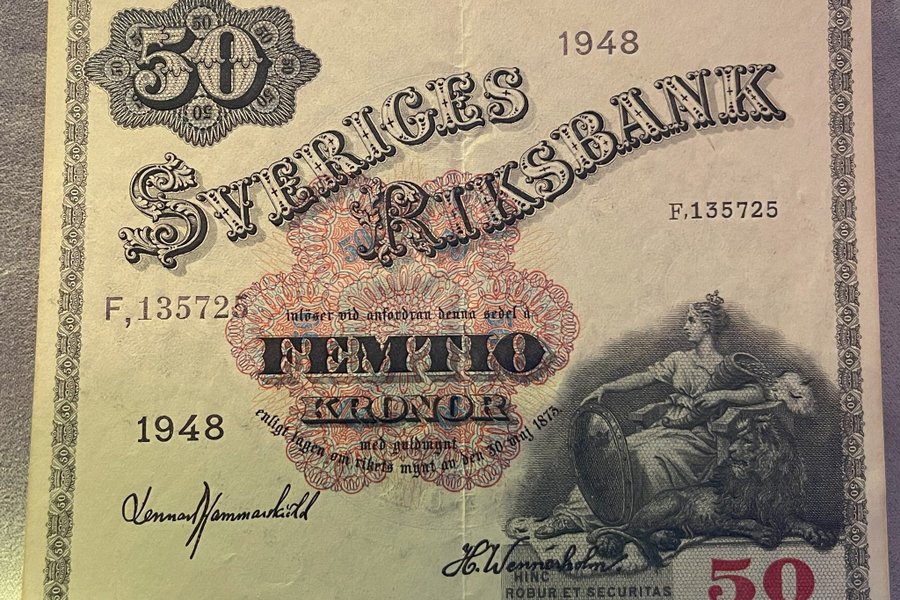 50
1948
SVERIGES
RIKSBANK
F,135725
F,135725
inlöser vid anfordran denna sedel å
FEMTIO
KRONOR
enligt lagen om rikets mynt av den 30. maj 1873.
med guldmynt
1948
Lennart Hammarskiöld
H. Wennerholm
HINC
ROBUR ET SECURITAS
50